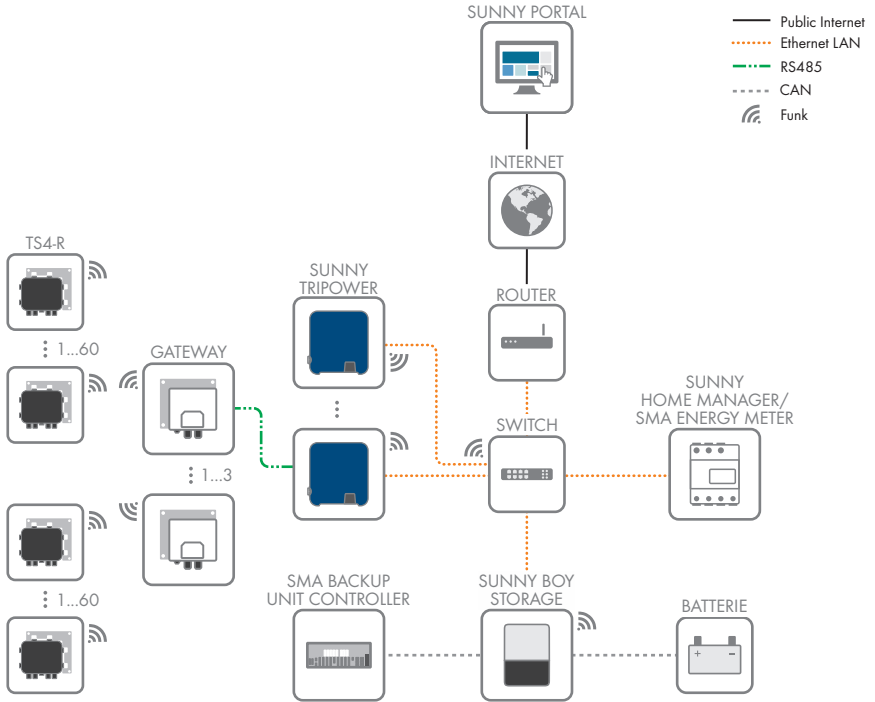 SUNNY PORTAL
Public Internet
Ethernet LAN
RS485
CAN
Funk
INTERNET
TS4-R
SUNNY
TRIPOWER
ROUTER
1...60
GATEWAY
SUNNY
HOME MANAGER/
SMA ENERGY METER
SWITCH
1...3
SMA BACKUP
UNIT CONTROLLER
SUNNY BOY
STORAGE
1...60
BATTERIE
+ –